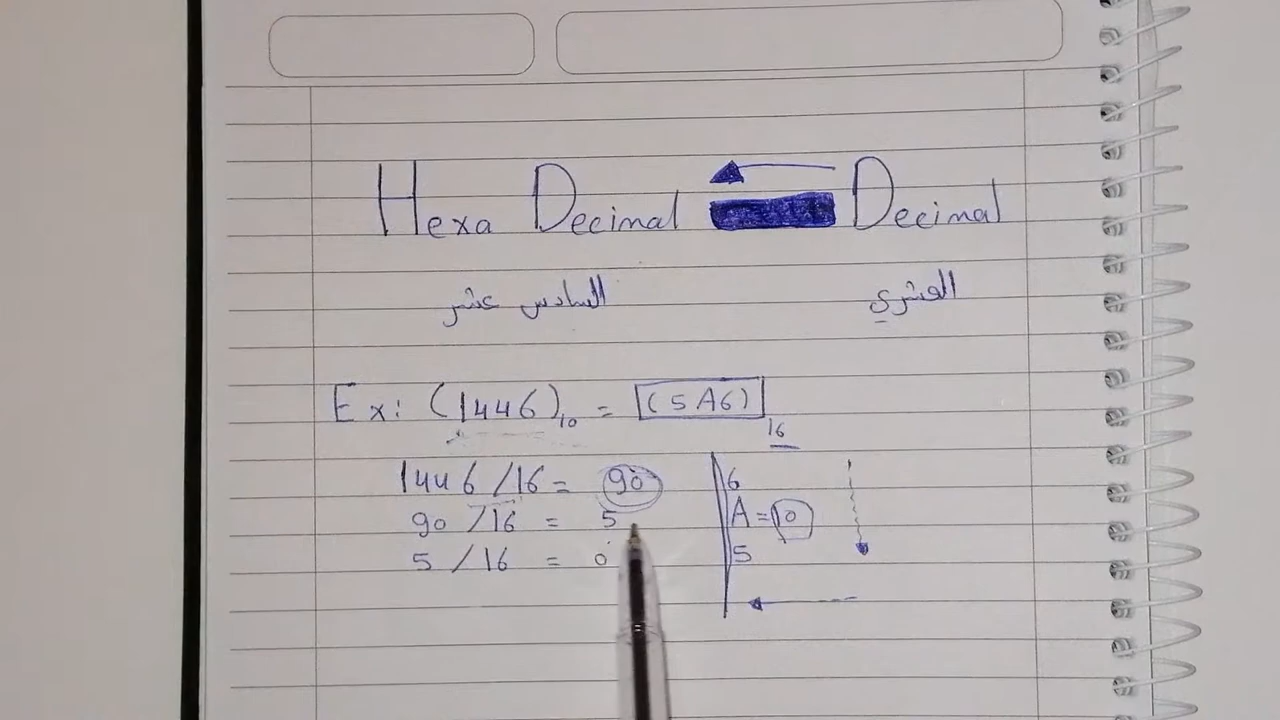 Hexa Decimal Decimal
السادس عشر العشري
Ex: (1446)10 = (5A6)16
1446/16 = 90 6
90/16 = 5 A=10
5/16 = 0 5